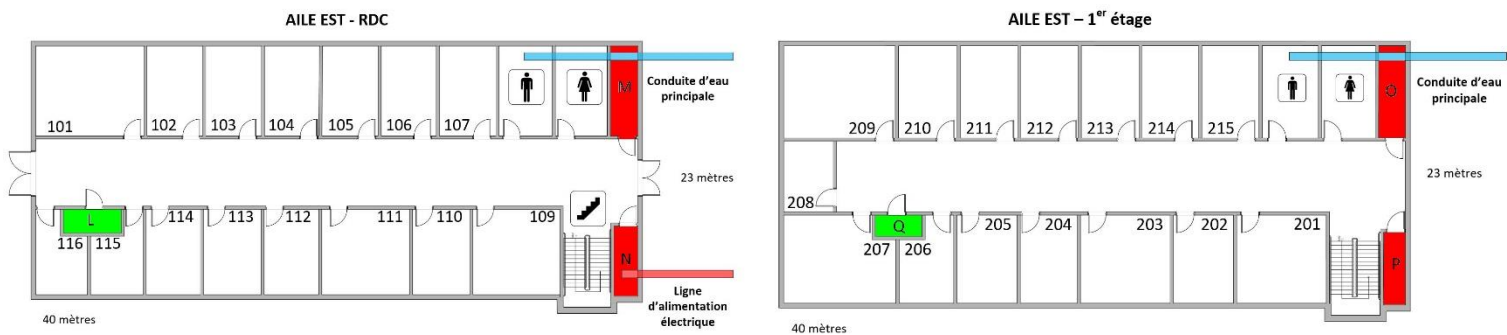 AILE EST - RDC
M
Conduite d'eau
principale
101
102
103
104
105
106
107
23 mètres
L
116
115
114
113
112
111
110
109
N
Ligne
d'alimentation
électrique
40 mètres
AILE EST – 1er étage
O
Conduite d'eau
principale
209
210
211
212
213
214
215
23 mètres
208
Q
207
206
205
204
203
202
201
P
40 mètres